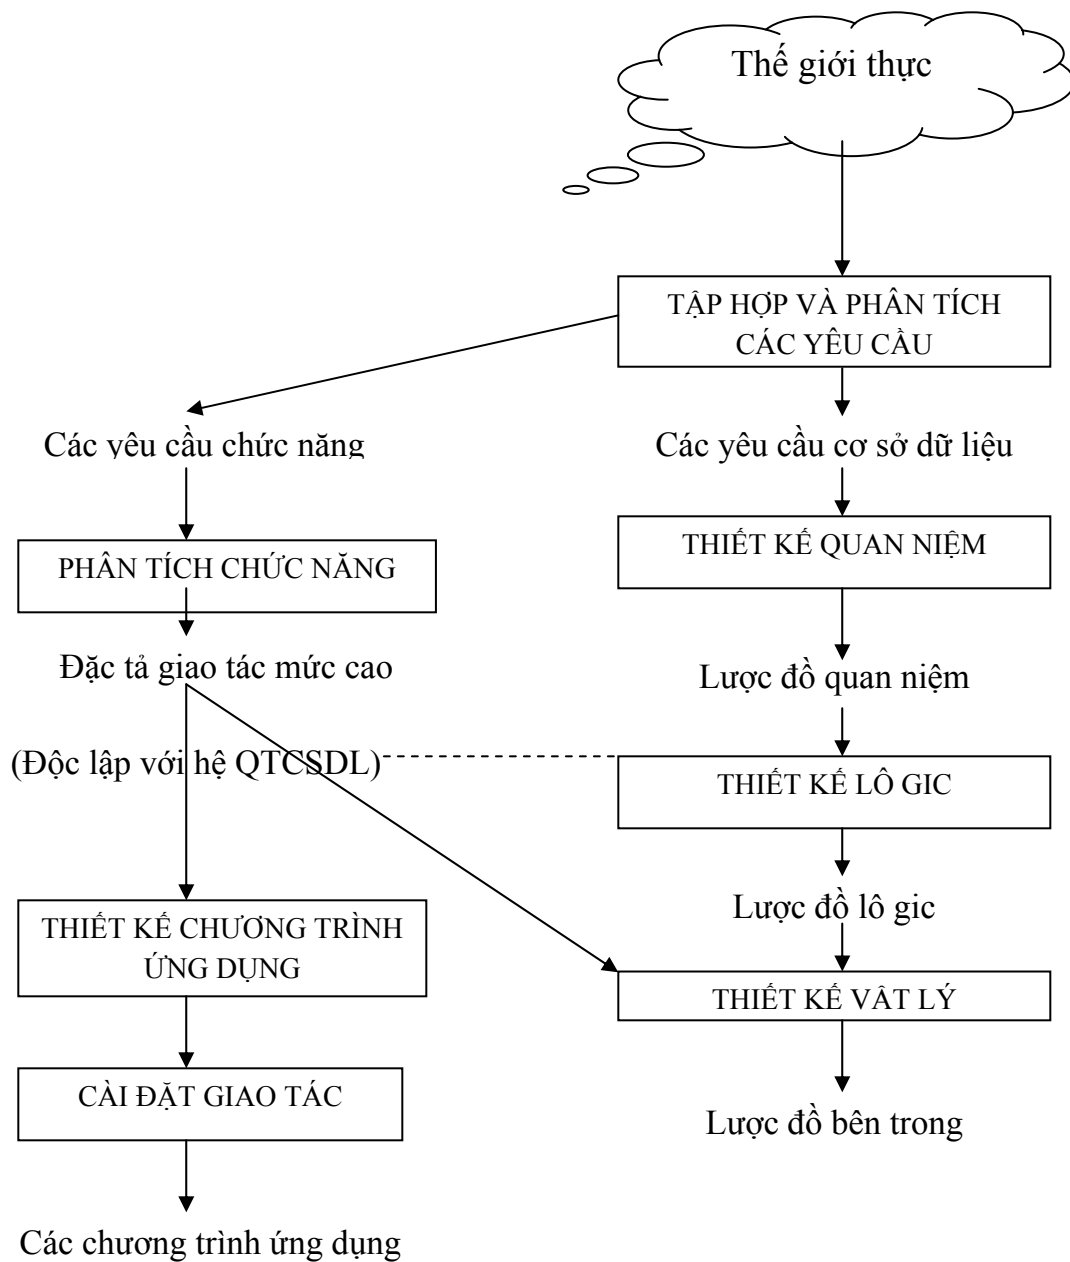 Thế giới thực
TẬP HỢP VÀ PHÂN TÍCH
CÁC YÊU CẦU
Các yêu cầu chức năng
Các yêu cầu cơ sở dữ liệu
PHÂN TÍCH CHỨC NĂNG
THIẾT KẾ QUAN NIỆM
Đặc tả giao tác mức cao
Lược đồ quan niệm
(Độc lập với hệ QTCSDL)
THIẾT KẾ LÔ GIC
Lược đồ lô gic
THIẾT KẾ CHƯƠNG TRÌNH
ỨNG DỤNG
THIẾT KẾ VÂT LÝ
CÀI ĐẶT GIAO TÁC
Lược đồ bên trong
Các chương trình ứng dụng